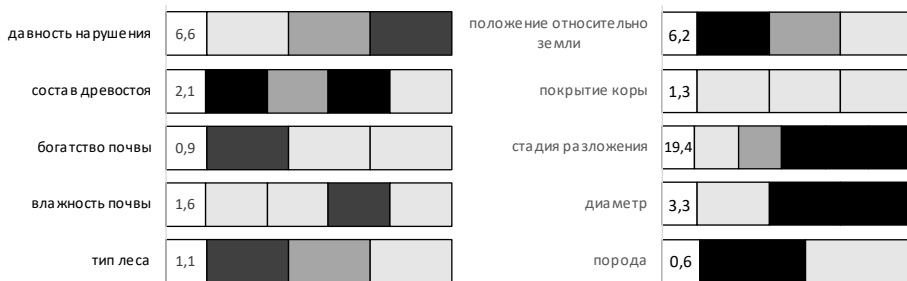 давность нарушения 6,6
состав древостоя 2,1
богатство почвы 0,9
влажность почвы 1,6
тип леса 1,1
положение относительно
земли 6,2
покрытие коры 1,3
стадия разложения 19,4
диаметр 3,3
порода 0,6